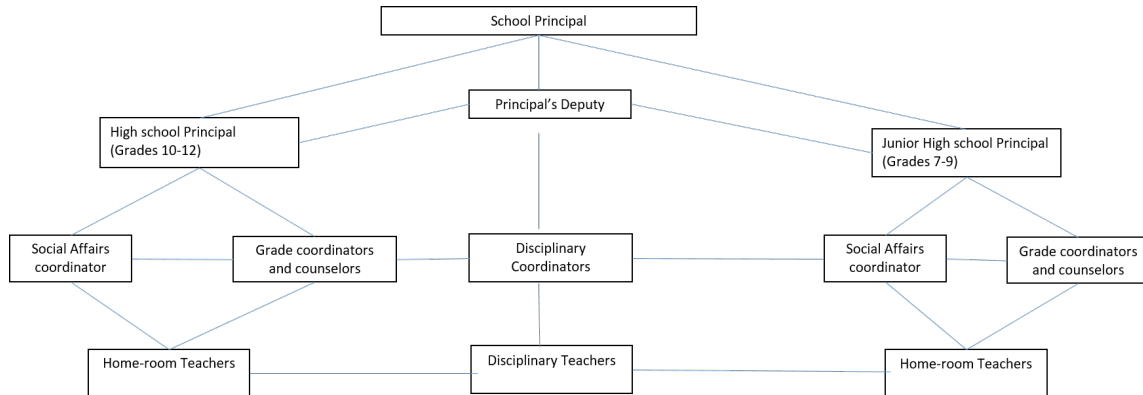 School Principal
Principal’s Deputy
High school Principal
(Grades 10-12)
Junior High school Principal
(Grades 7-9)
Social Affairs
coordinator
Grade coordinators
and counselors
Disciplinary
Coordinators
Social Affairs
coordinator
Grade coordinators
and counselors
Home-room Teachers
Disciplinary Teachers
Home-room Teachers